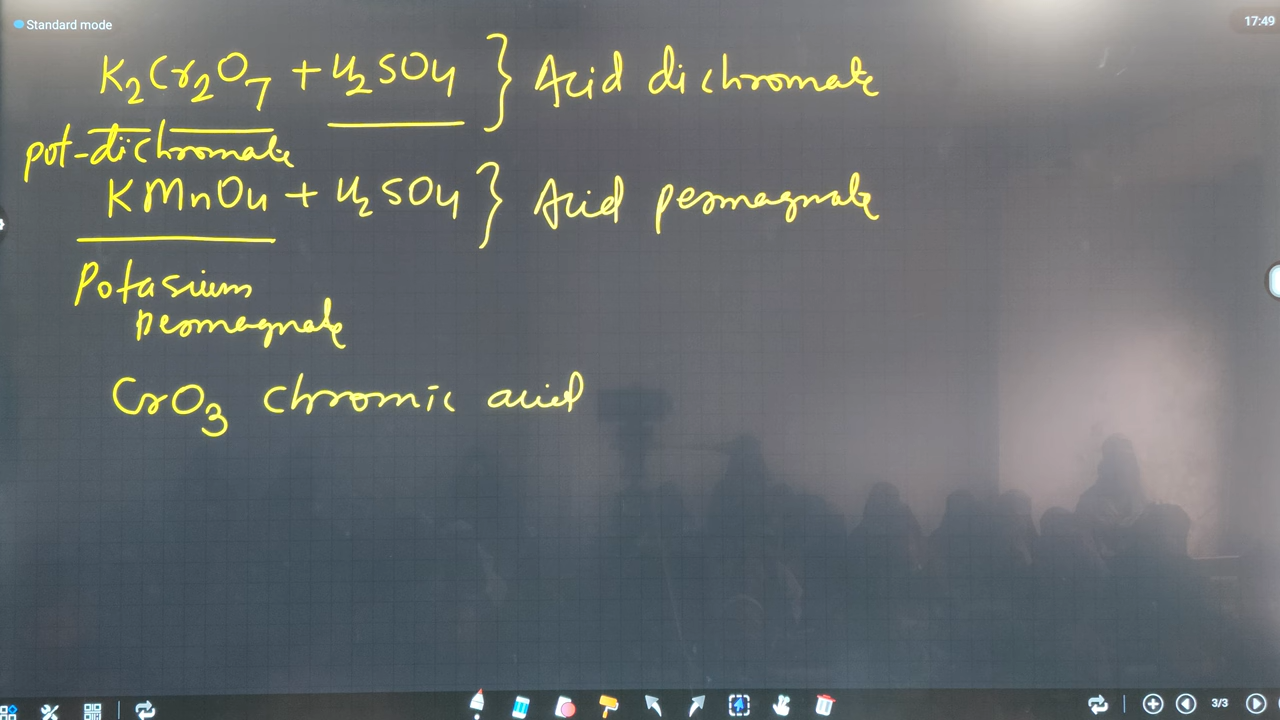 Standard mode
17:49
K₂Cr₂O₇ + H₂SO₄ } Acid dichromate
pot-dichromate
KMnO₄ + H₂SO₄ } Acid permagnate
Potasium
permagnate
CrO₃ chromic acid
3/3